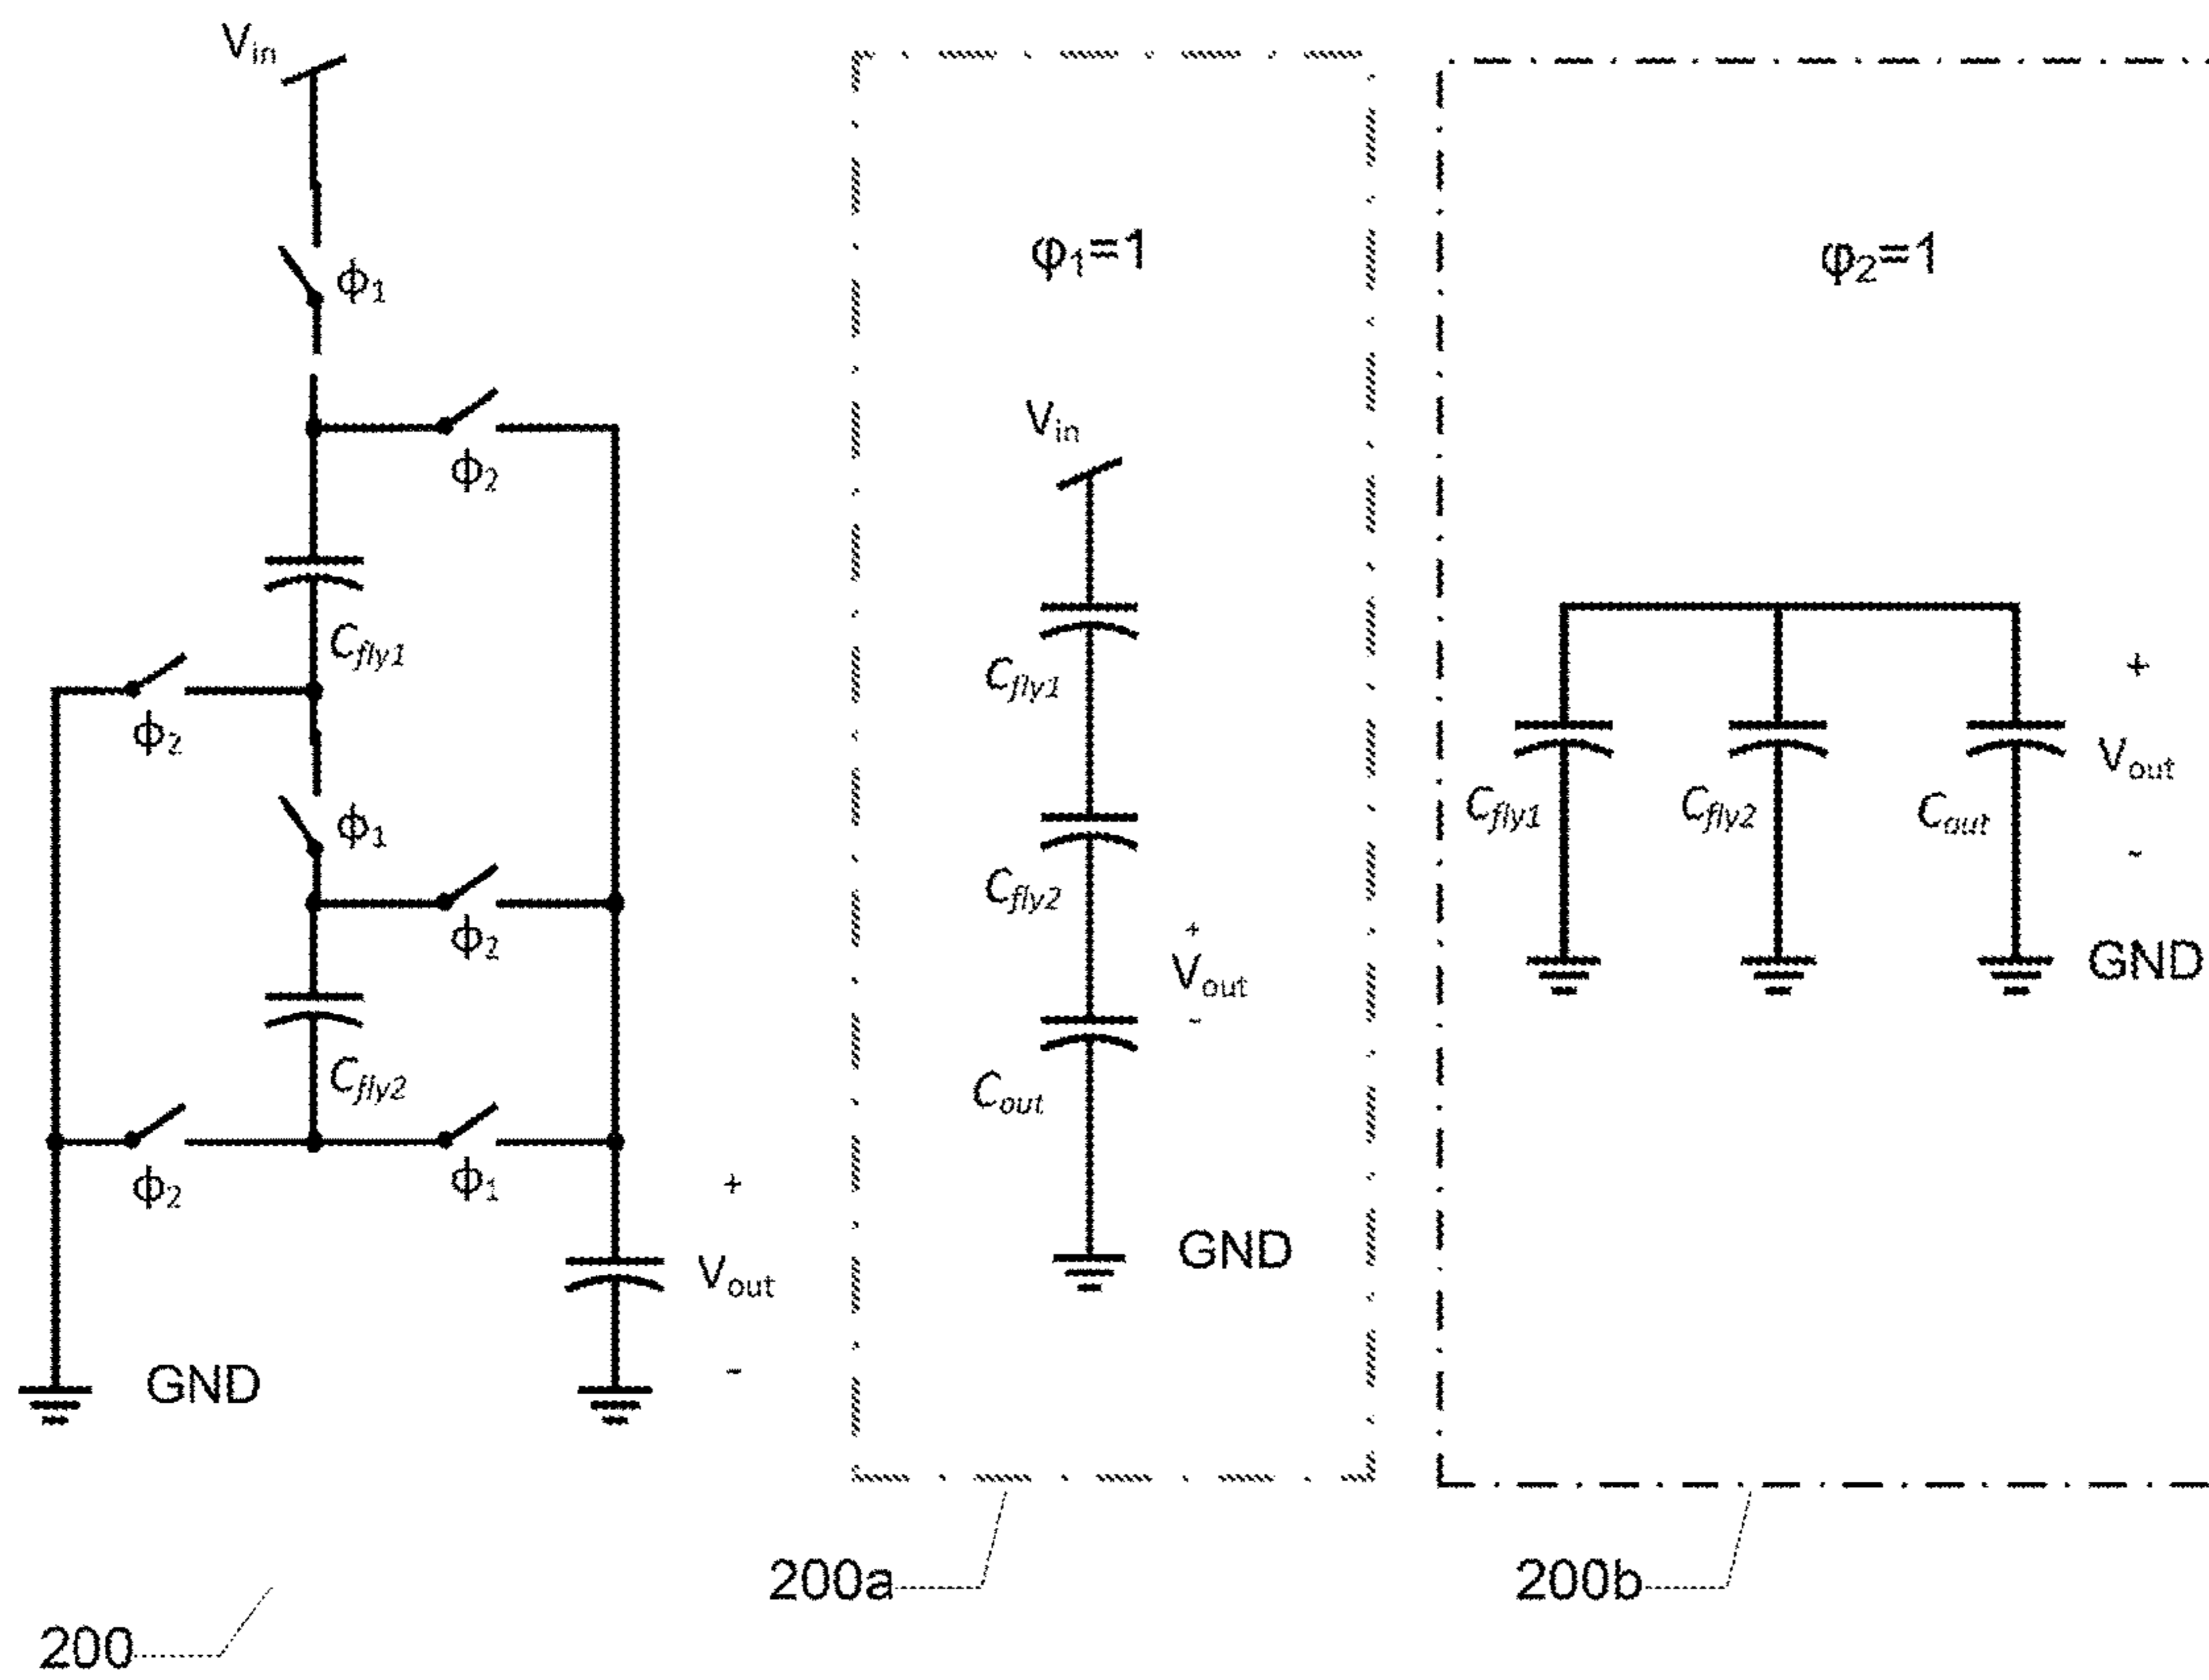 Vin
ϕ1
ϕ2
Cfly1
ϕ2
ϕ1
ϕ2
Cfly2
ϕ2
ϕ1
+
Vout
-
GND
200
φ1=1
Vin
Cfly1
Cfly2
+
Vout
-
Cout
GND
200a
φ2=1
+
Vout
-
Cfly1
Cfly2
Cout
GND
200b